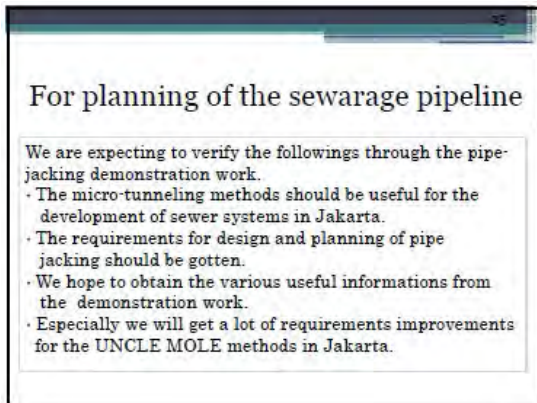 35
For planning of the sewarage pipeline
We are expecting to verify the followings through the pipe-
jacking demonstration work.
· The micro-tunneling methods should be useful for the
development of sewer systems in Jakarta.
· The requirements for design and planning of pipe
jacking should be gotten.
· We hope to obtain the various useful informations from
the demonstration work.
· Especially we will get a lot of requirements improvements
for the UNCLE MOLE methods in Jakarta.